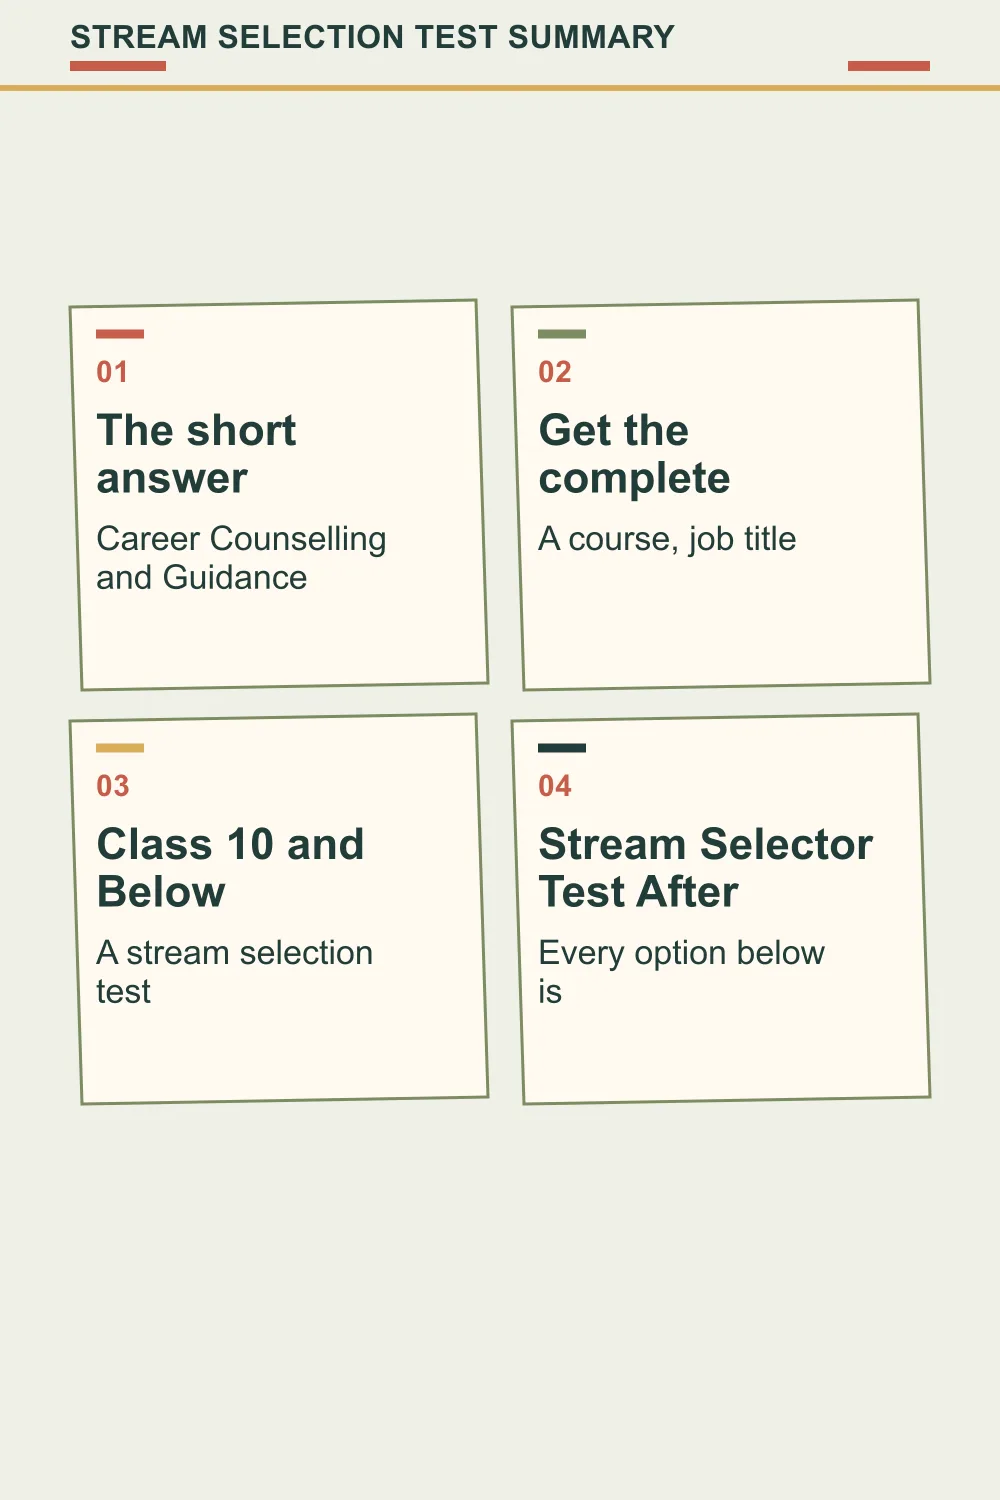 STREAM SELECTION TEST SUMMARY
01
The short
answer
Career Counselling
and Guidance
02
Get the
complete
A course, job title
03
Class 10 and
Below
A stream selection
test
04
Stream Selector
Test After
Every option below
is